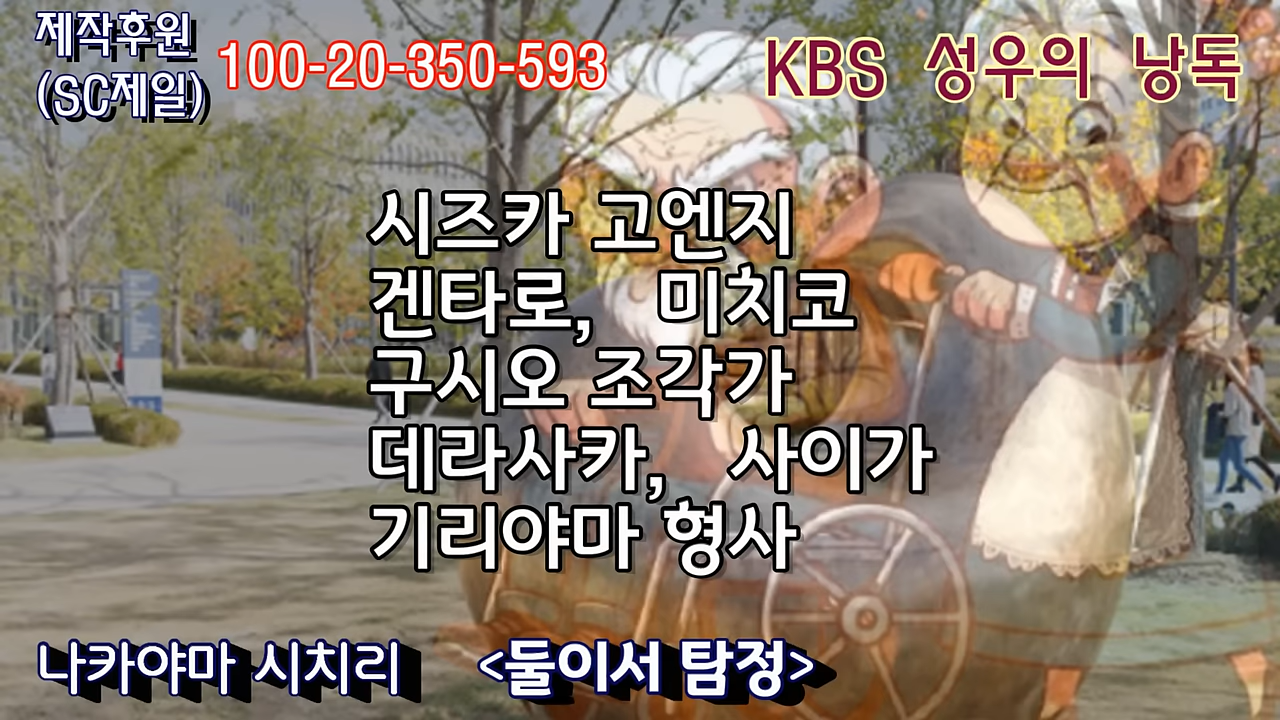 제작후원
(SC제일)
100-20-350-593
KBS 성우의 낭독
시즈카 고엔지
겐타로, 미치코
구시오 조각가
데라사카, 사이가
기리야마 형사
나카야마 시치리 <둘이서 탐정>